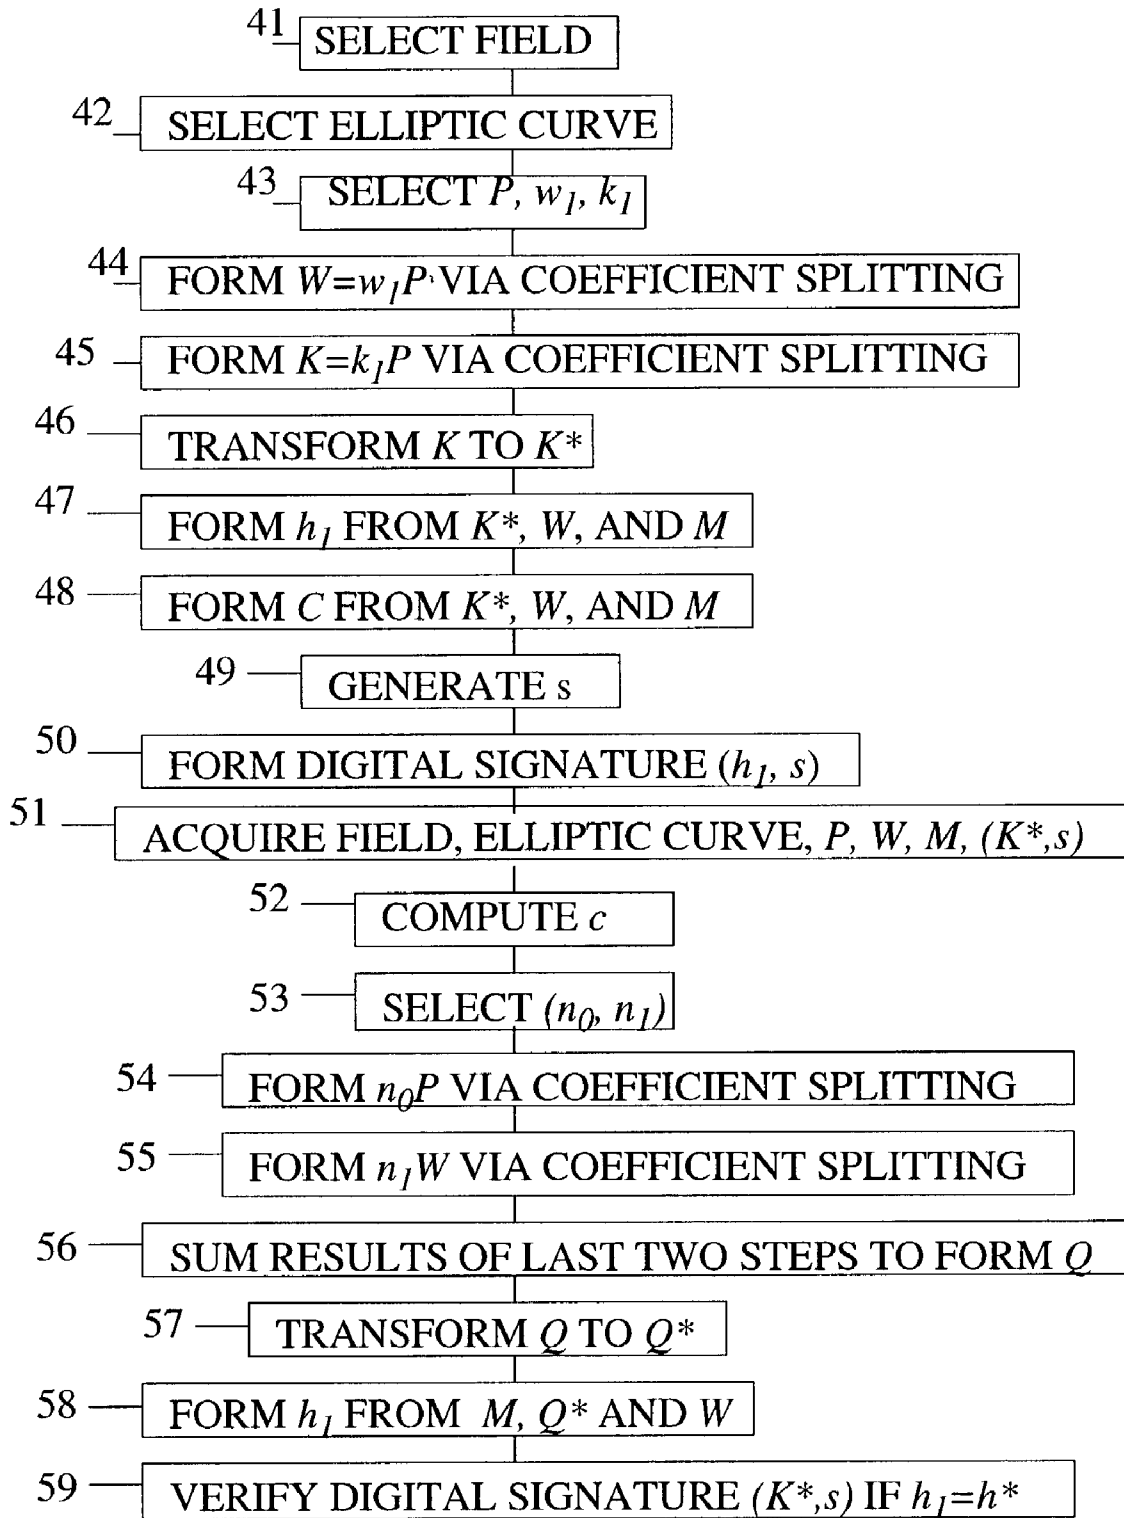 41 SELECT FIELD
42 SELECT ELLIPTIC CURVE
43 SELECT P, w1, k1
44 FORM W=w1P VIA COEFFICIENT SPLITTING
45 FORM K=k1P VIA COEFFICIENT SPLITTING
46 TRANSFORM K TO K*
47 FORM h1 FROM K*, W, AND M
48 FORM C FROM K*, W, AND M
49 GENERATE s
50 FORM DIGITAL SIGNATURE (h1, s)
51 ACQUIRE FIELD, ELLIPTIC CURVE, P, W, M, (K*,s)
52 COMPUTE c
53 SELECT (n0, n1)
54 FORM n0P VIA COEFFICIENT SPLITTING
55 FORM n1W VIA COEFFICIENT SPLITTING
56 SUM RESULTS OF LAST TWO STEPS TO FORM Q
57 TRANSFORM Q TO Q*
58 FORM h1 FROM M, Q* AND W
59 VERIFY DIGITAL SIGNATURE (K*,s) IF h1=h*